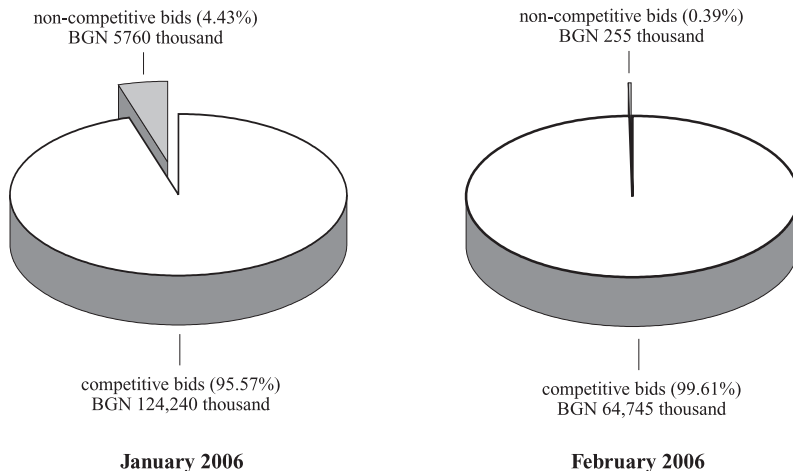 non-competitive bids (4.43%)
BGN 5760 thousand
competitive bids (95.57%)
BGN 124,240 thousand
January 2006
non-competitive bids (0.39%)
BGN 255 thousand
competitive bids (99.61%)
BGN 64,745 thousand
February 2006